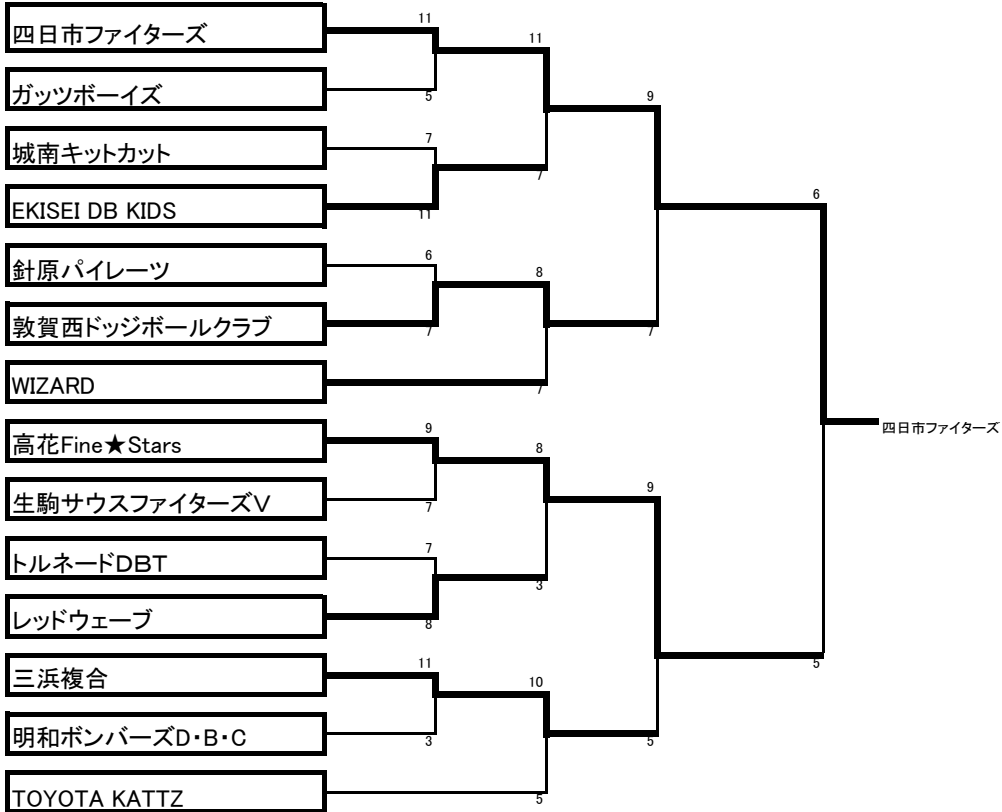 四日市ファイターズ
11
11
ガッツボーイズ
5
9
城南キットカット
7
7
EKISEI DB KIDS
11
6
針原パイレーツ
6
8
敦賀西ドッジボールクラブ
7
7
WIZARD
7
高花Fine★Stars
9
8
四日市ファイターズ
生駒サウスファイターズV
7
9
トルネードDBT
7
3
レッドウェーブ
8
三浜複合
11
10
5
明和ボンバーズD・B・C
3
5
TOYOTA KATTZ
5